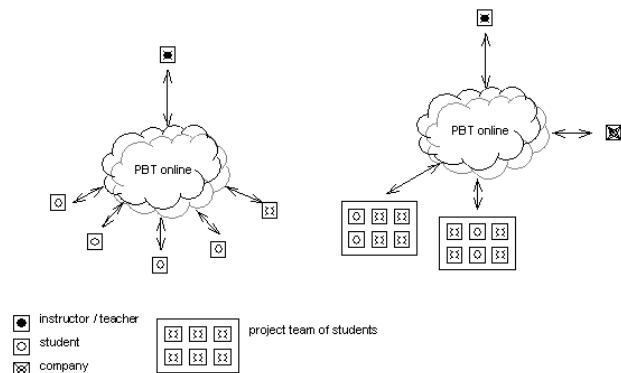 PBT online
PBT online
instructor / teacher
project team of students
student
company